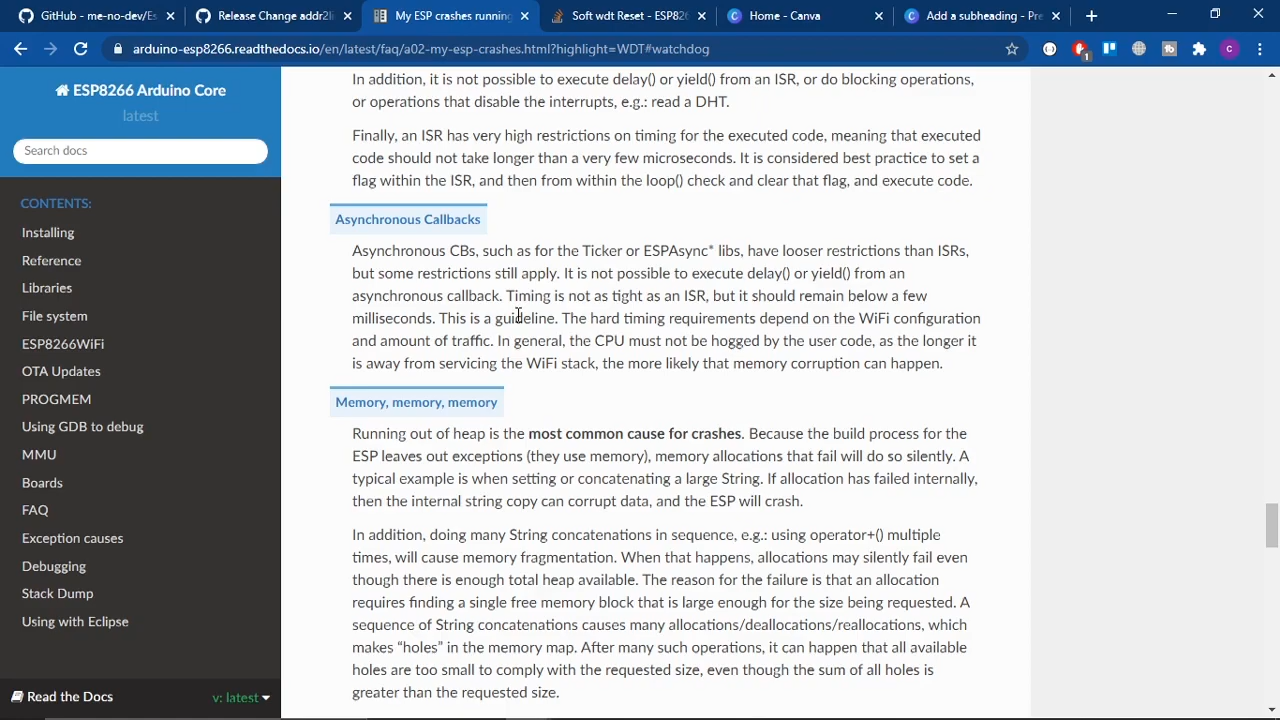 GitHub - me-no-dev/Es
Release Change addr2li
My ESP crashes running
Soft wdt Reset - ESP826
Home - Canva
Add a subheading - Pre
arduino-esp8266.readthedocs.io/en/latest/faq/a02-my-esp-crashes.html?highlight=WDT#watchdog
1
C
ESP8266 Arduino Core
latest
Search docs
CONTENTS:
Installing
Reference
Libraries
File system
ESP8266WiFi
OTA Updates
PROGMEM
Using GDB to debug
MMU
Boards
FAQ
Exception causes
Debugging
Stack Dump
Using with Eclipse
Read the Docs
v: latest
In addition, it is not possible to execute delay() or yield() from an ISR, or do blocking operations,
or operations that disable the interrupts, e.g.: read a DHT.
Finally, an ISR has very high restrictions on timing for the executed code, meaning that executed
code should not take longer than a very few microseconds. It is considered best practice to set a
flag within the ISR, and then from within the loop() check and clear that flag, and execute code.
Asynchronous Callbacks
Asynchronous CBs, such as for the Ticker or ESPAsync* libs, have looser restrictions than ISRs,
but some restrictions still apply. It is not possible to execute delay() or yield() from an
asynchronous callback. Timing is not as tight as an ISR, but it should remain below a few
milliseconds. This is a guideline. The hard timing requirements depend on the WiFi configuration
and amount of traffic. In general, the CPU must not be hogged by the user code, as the longer it
is away from servicing the WiFi stack, the more likely that memory corruption can happen.
Memory, memory, memory
Running out of heap is the most common cause for crashes. Because the build process for the
ESP leaves out exceptions (they use memory), memory allocations that fail will do so silently. A
typical example is when setting or concatenating a large String. If allocation has failed internally,
then the internal string copy can corrupt data, and the ESP will crash.
In addition, doing many String concatenations in sequence, e.g.: using operator+() multiple
times, will cause memory fragmentation. When that happens, allocations may silently fail even
though there is enough total heap available. The reason for the failure is that an allocation
requires finding a single free memory block that is large enough for the size being requested. A
sequence of String concatenations causes many allocations/deallocations/reallocations, which
makes “holes” in the memory map. After many such operations, it can happen that all available
holes are too small to comply with the requested size, even though the sum of all holes is
greater than the requested size.